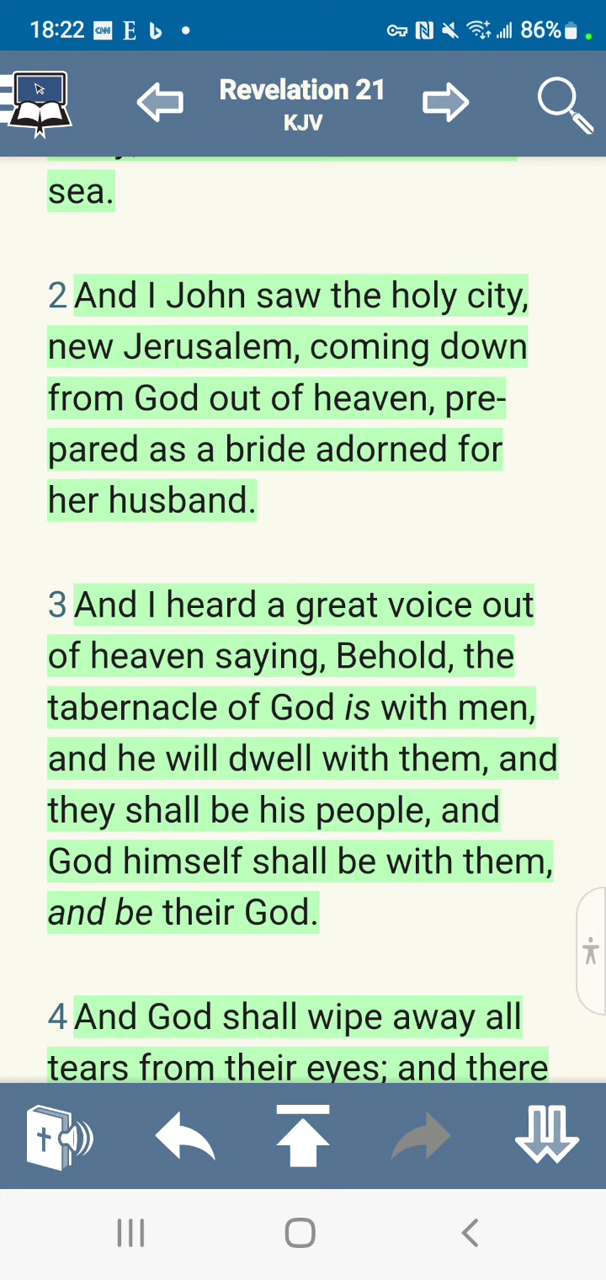 18:22 CNN E b 86%
Revelation 21
KJV
sea.
2 And I John saw the holy city,
new Jerusalem, coming down
from God out of heaven, pre-
pared as a bride adorned for
her husband.
3 And I heard a great voice out
of heaven saying, Behold, the
tabernacle of God is with men,
and he will dwell with them, and
they shall be his people, and
God himself shall be with them,
and be their God.
4 And God shall wipe away all
tears from their eyes; and there